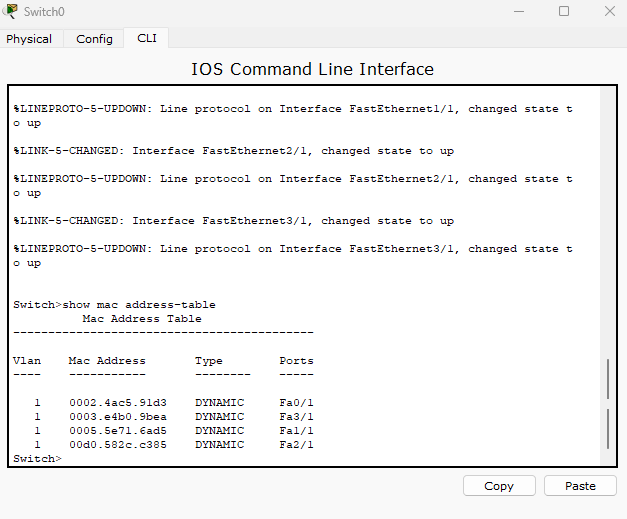 Switch0
Physical Config CLI
IOS Command Line Interface
%LINEPROTO-5-UPDOWN: Line protocol on Interface FastEthernet1/1, changed state t
o up
%LINK-5-CHANGED: Interface FastEthernet2/1, changed state to up
%LINEPROTO-5-UPDOWN: Line protocol on Interface FastEthernet2/1, changed state t
o up
%LINK-5-CHANGED: Interface FastEthernet3/1, changed state to up
%LINEPROTO-5-UPDOWN: Line protocol on Interface FastEthernet3/1, changed state t
o up
Switch>show mac address-table
          Mac Address Table
-------------------------------------------
Vlan    Mac Address       Type        Ports
----    -----------       --------    -----
   1    0002.4ac5.91d3    DYNAMIC     Fa0/1
   1    0003.e4b0.9bea    DYNAMIC     Fa3/1
   1    0005.5e71.6ad5    DYNAMIC     Fa1/1
   1    00d0.582c.c385    DYNAMIC     Fa2/1
Switch>
Copy Paste